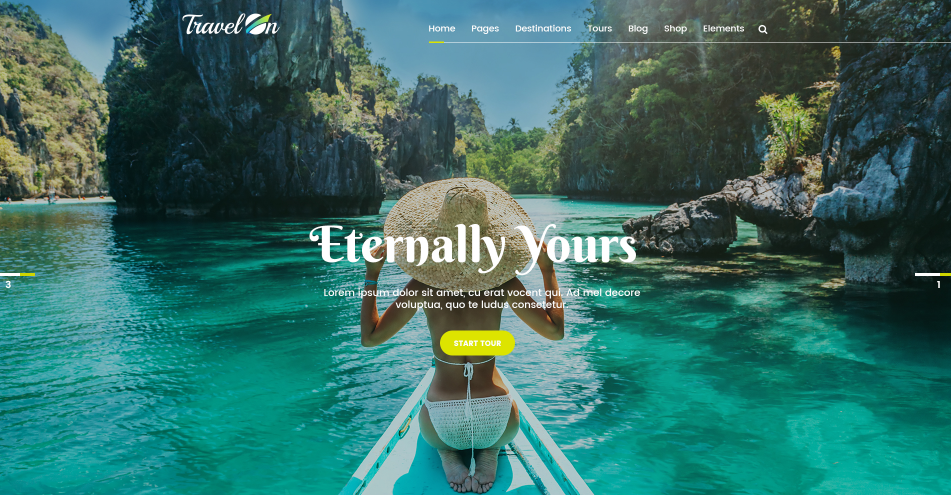 TravelOn
Home Pages Destinations Tours Blog Shop Elements
Eternally Yours
3
1
Lorem ipsum dolor sit amet, cu erat vocent qui. Ad mel decore
voluptua, quo te ludus consetetur.
START TOUR